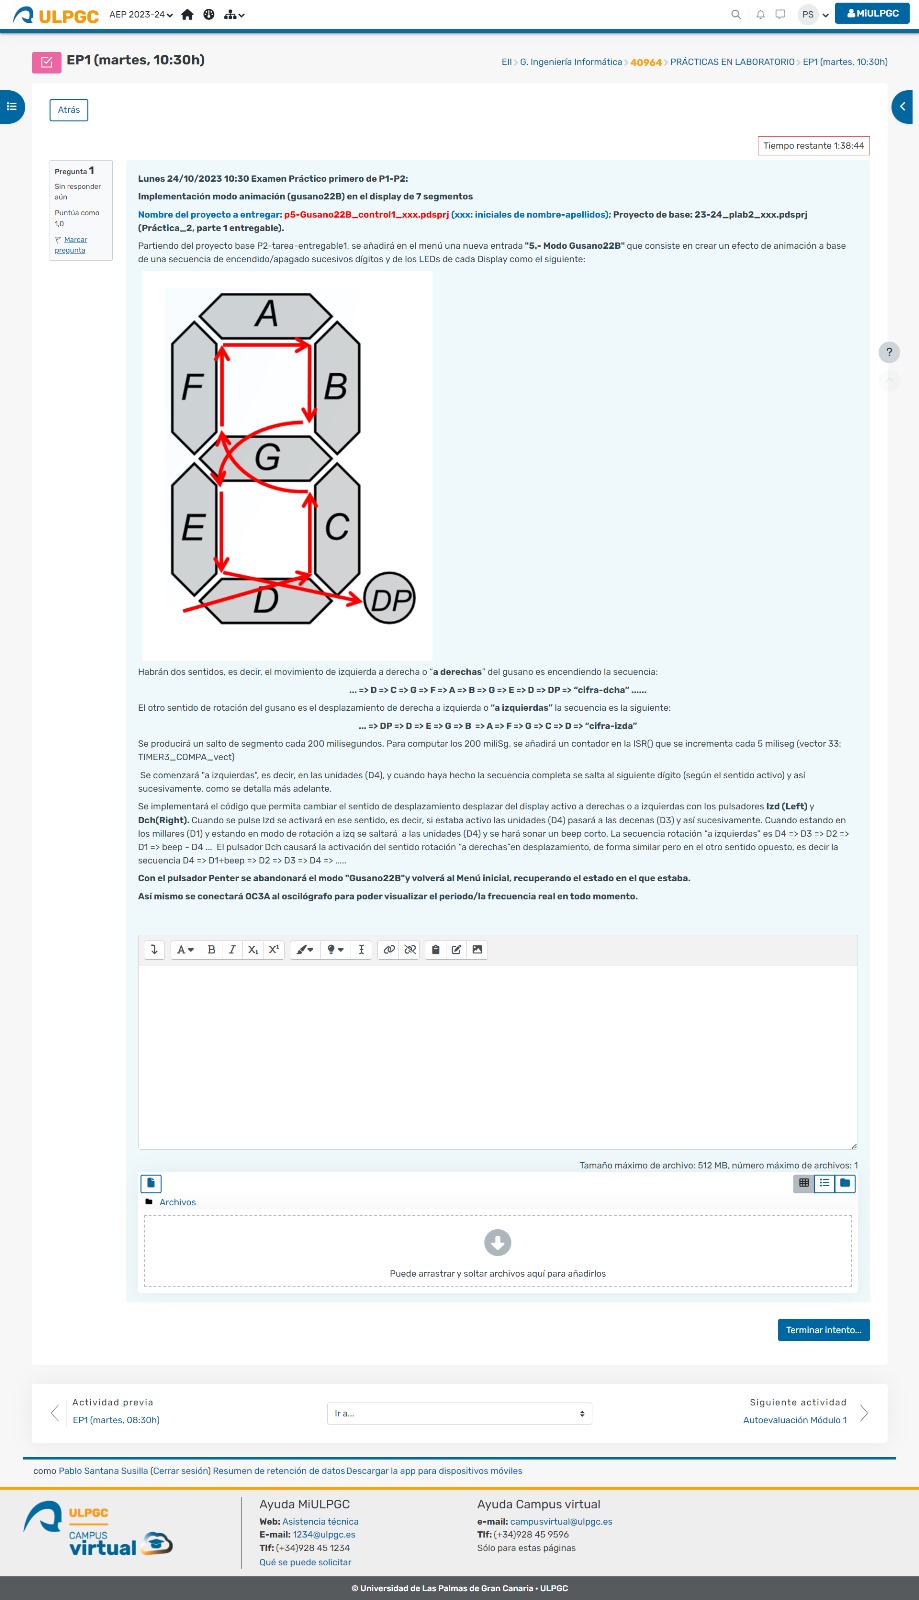 ULPGC AEP 2023-24 PS MiULPGC
EP1 (martes, 10:30h)
EII > G. Ingeniería Informática > 40964 > PRÁCTICAS EN LABORATORIO > EP1 (martes, 10:30h)
Atrás
Tiempo restante 1:38:44
Pregunta 1
Sin responder
aún
Puntúa como
1,0
Marcar
pregunta
Lunes 24/10/2023 10:30 Examen Práctico primero de P1-P2:
Implementación modo animación (gusano22B) en el display de 7 segmentos
Nombre del proyecto a entregar: p5-Gusano22B_control1_xxx.pdsprj (xxx: iniciales de nombre-apellidos); Proyecto de base: 23-24_plab2_xxx.pdsprj
(Práctica_2, parte 1 entregable).
Partiendo del proyecto base P2-tarea-entregable1, se añadirá en el menú una nueva entrada "5.- Modo Gusano22B" que consiste en crear un efecto de animación a base
de una secuencia de encendido/apagado sucesivos dígitos y de los LEDs de cada Display como el siguiente:
A
F
B
G
E
C
D
DP
Habrán dos sentidos, es decir, el movimiento de izquierda a derecha o "a derechas" del gusano es encendiendo la secuencia:
... => D => C => G => F => A => B => G => E => D => DP => "cifra-dcha" ......
El otro sentido de rotación del gusano es el desplazamiento de derecha a izquierda o "a izquierdas" la secuencia es la siguiente:
... => DP => D => E => G => B => A => F => G => C => D => "cifra-izda"
Se producirá un salto de segmento cada 200 milisegundos. Para computar los 200 miliSg. se añadirá un contador en la ISR() que se incrementa cada 5 miliseg (vector 33:
TIMER3_COMPA_vect)
Se comenzará "a izquierdas", es decir, en las unidades (D4), y cuando haya hecho la secuencia completa se salta al siguiente dígito (según el sentido activo) y así
sucesivamente, como se detalla más adelante.
Se implementará el código que permita cambiar el sentido de desplazamiento desplazar del display activo a derechas o a izquierdas con los pulsadores Izd (Left) y
Dch(Right). Cuando se pulse Izd se activará en ese sentido, es decir, si estaba activo las unidades (D4) pasará a las decenas (D3) y así sucesivamente. Cuando estando en
los millares (D1) y estando en modo de rotación a izq se saltará a las unidades (D4) y se hará sonar un beep corto. La secuencia rotación "a izquierdas" es D4 => D3 => D2 =>
D1 => beep - D4 ... El pulsador Dch causará la activación del sentido rotación "a derechas"en desplazamiento, de forma similar pero en el otro sentido opuesto, es decir la
secuencia D4 => D1+beep => D2 => D3 => D4 => .....
Con el pulsador Penter se abandonará el modo "Gusano22B"y volverá al Menú inicial, recuperando el estado en el que estaba.
Así mismo se conectará OC3A al oscilógrafo para poder visualizar el periodo/la frecuencia real en todo momento.
A B I X₁ X¹
Tamaño máximo de archivo: 512 MB, número máximo de archivos: 1
Archivos
Puede arrastrar y soltar archivos aquí para añadirlos
Terminar intento...
Actividad previa
EP1 (martes, 08:30h)
Ir a...
Siguiente actividad
Autoevaluación Módulo 1
como Pablo Santana Susilla (Cerrar sesión) Resumen de retención de datos Descargar la app para dispositivos móviles
ULPGC
CAMPUS
virtual
Ayuda MiULPGC
Web: Asistencia técnica
E-mail: 1234@ulpgc.es
Tlf: (+34)928 45 1234
Qué se puede solicitar
Ayuda Campus virtual
e-mail: campusvirtual@ulpgc.es
Tlf: (+34)928 45 9596
Sólo para estas páginas
© Universidad de Las Palmas de Gran Canaria · ULPGC